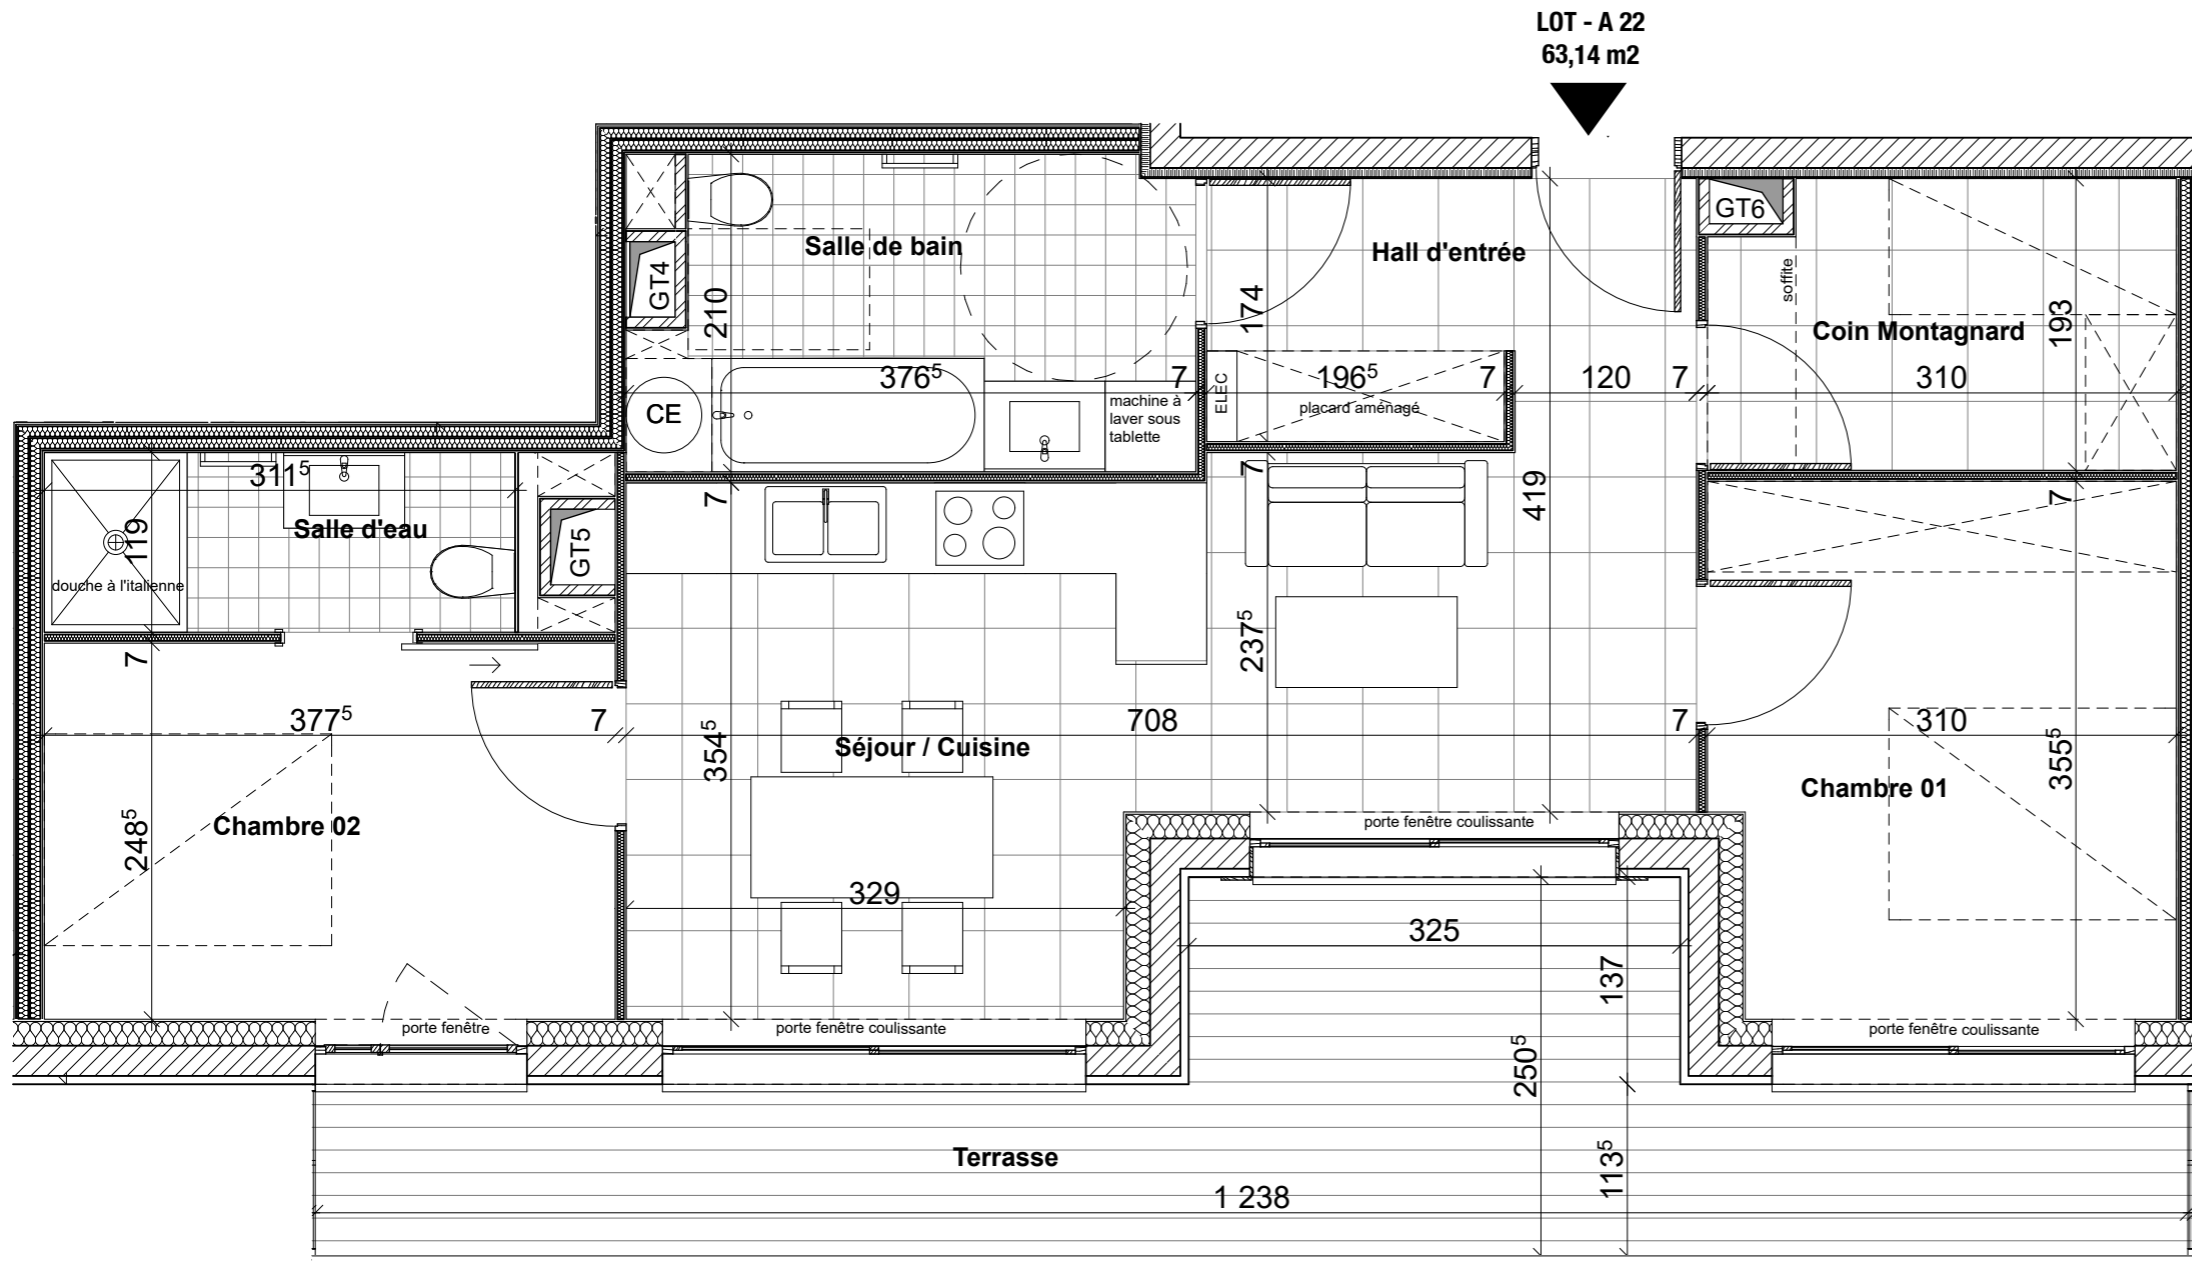 LOT - A 22
63,14 m2
Salle de bain
Hall d'entrée
GT6
GT4
210
174
soffite
Coin Montagnard
193
376⁵
7
196⁵
7
120
7
310
CE
machine à
laver sous
tablette
ELEC
placard aménagé
311⁵
119
Salle d'eau
douche à l'italienne
GT5
7
7
419
7
7
237⁵
377⁵
7
354⁵
Séjour / Cuisine
708
7
310
355⁵
Chambre 01
248⁵
Chambre 02
329
porte fenêtre coulissante
325
137
porte fenêtre
porte fenêtre coulissante
porte fenêtre coulissante
250⁵
113⁵
Terrasse
1 238